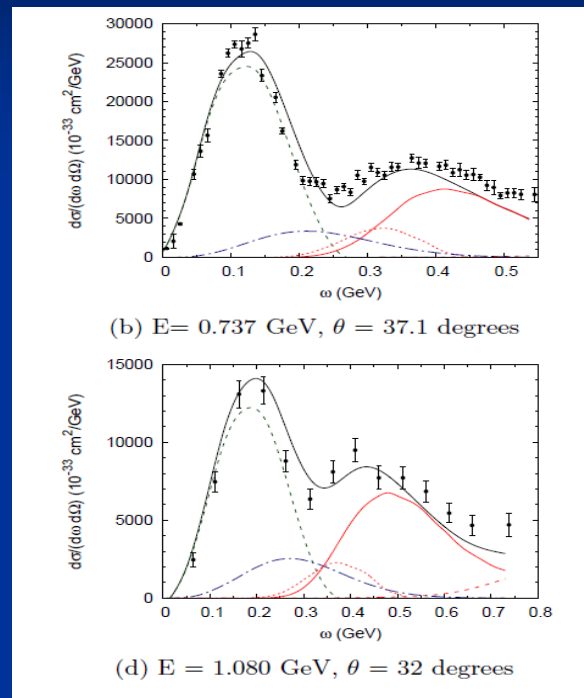 30000
25000
20000
15000
10000
5000
0
dσ/(dω dΩ) (10⁻³³ cm²/GeV)
0 0.1 0.2 0.3 0.4 0.5
ω (GeV)
(b) E= 0.737 GeV, θ = 37.1 degrees
15000
10000
5000
0
dσ/(dω dΩ) (10⁻³³ cm²/GeV)
0 0.1 0.2 0.3 0.4 0.5 0.6 0.7 0.8
ω (GeV)
(d) E = 1.080 GeV, θ = 32 degrees